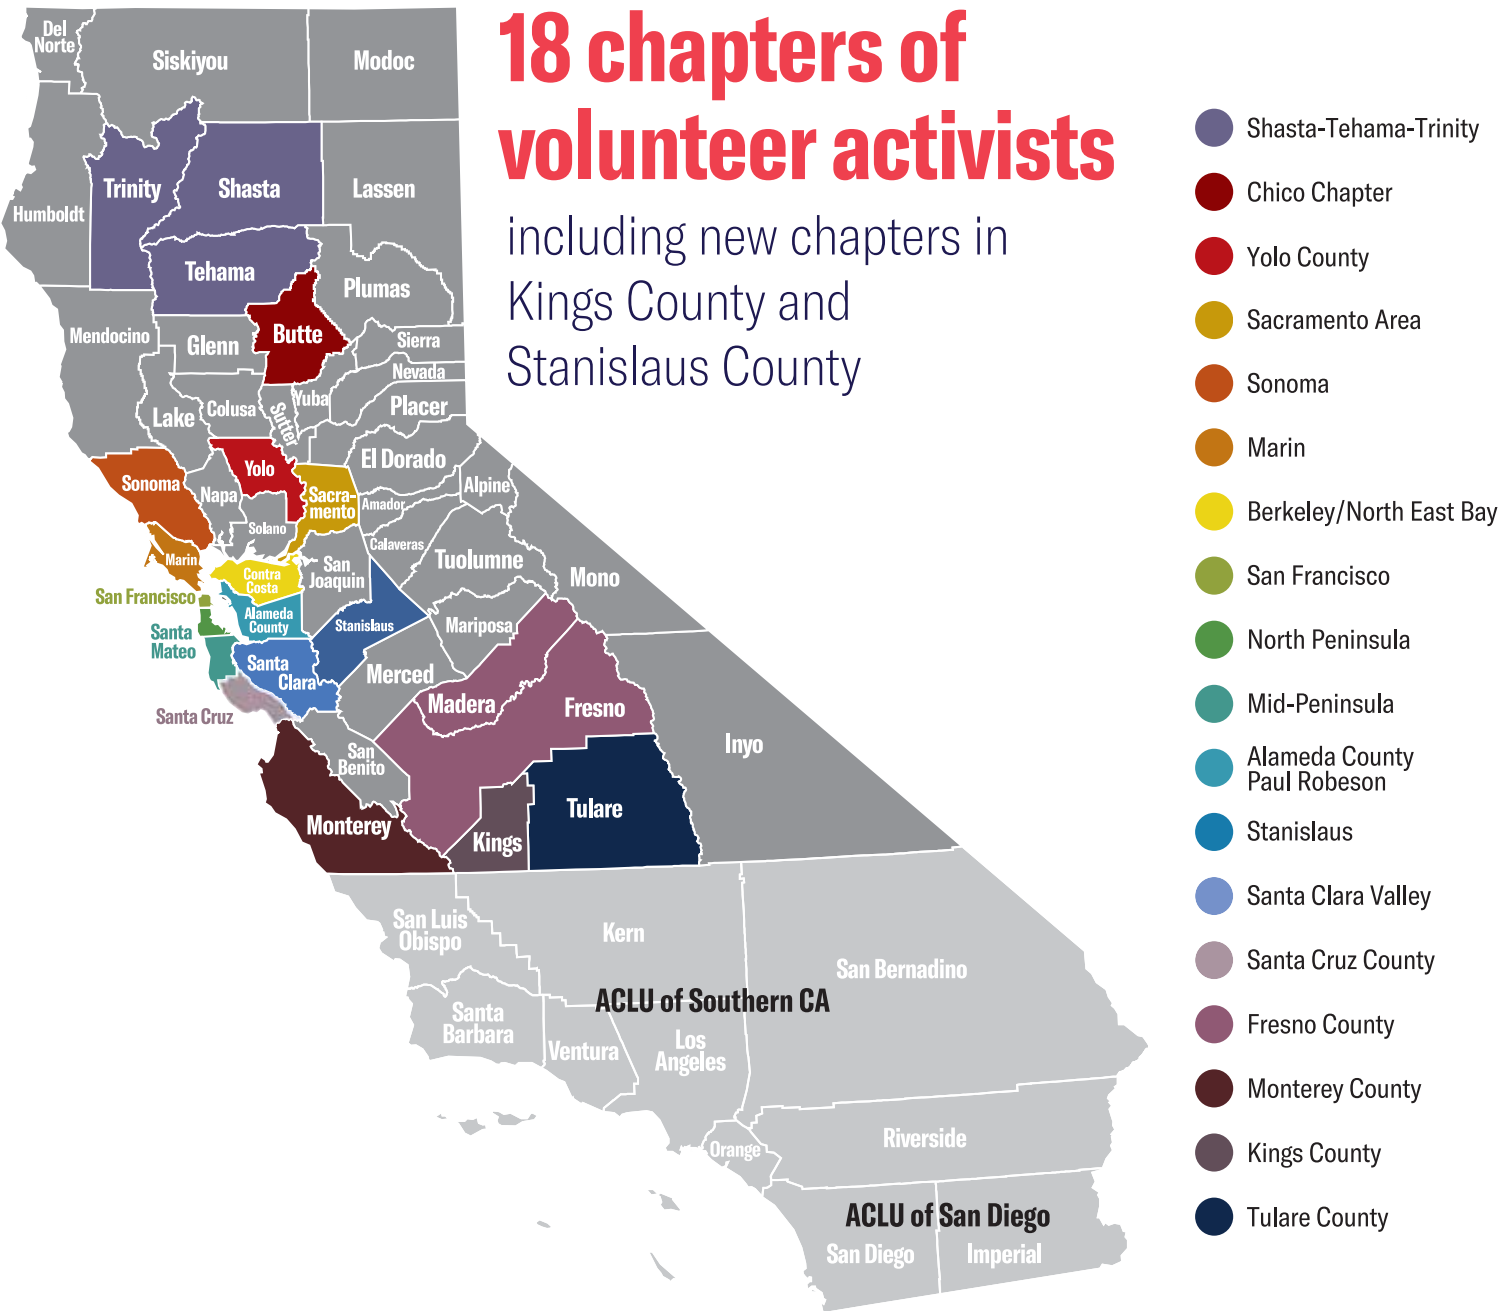 18 chapters of
volunteer activists
including new chapters in
Kings County and
Stanislaus County
Del
Norte
Siskiyou
Modoc
Trinity
Shasta
Lassen
Humboldt
Tehama
Plumas
Mendocino
Glenn
Butte
Sierra
Nevada
Yuba
Placer
Lake
Colusa
Sutter
El Dorado
Sonoma
Napa
Yolo
Sacra-
mento
Amador
Alpine
Solano
Calaveras
Marin
Contra
Costa
San
Joaquin
Tuolumne
Mono
San Francisco
Alameda
County
Stanislaus
Mariposa
Santa
Mateo
Santa
Clara
Merced
Madera
Fresno
Santa Cruz
San
Benito
Inyo
Monterey
Kings
Tulare
San Luis
Obispo
Kern
San Bernadino
ACLU of Southern CA
Santa
Barbara
Ventura
Los
Angeles
Orange
Riverside
ACLU of San Diego
San Diego
Imperial
Shasta-Tehama-Trinity
Chico Chapter
Yolo County
Sacramento Area
Sonoma
Marin
Berkeley/North East Bay
San Francisco
North Peninsula
Mid-Peninsula
Alameda County
Paul Robeson
Stanislaus
Santa Clara Valley
Santa Cruz County
Fresno County
Monterey County
Kings County
Tulare County